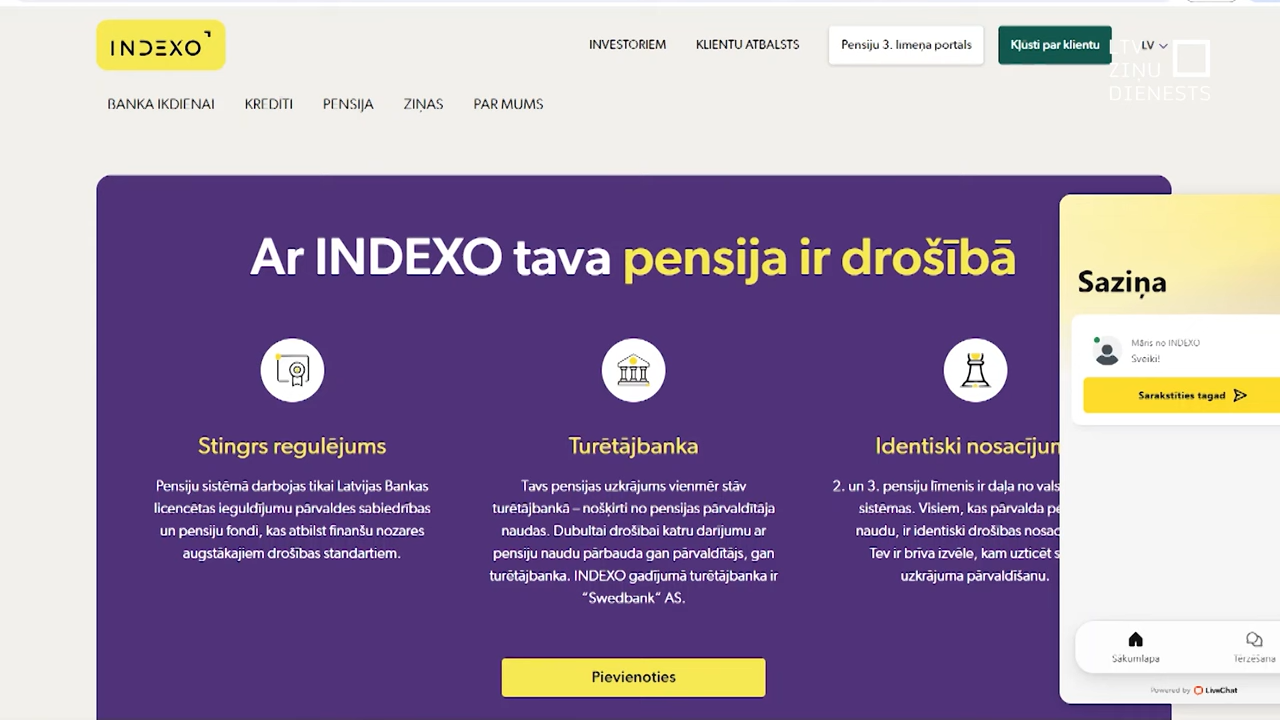 INDEXO
INVESTORIEM
KLIENTU ATBALSTS
Pensiju 3. līmeņa portāls
Kļūsti par klientu
LV
LTV
ZIŅU
DIENESTS
BANKA IKDIENAI
KREDĪTI
PENSIJA
ZIŅAS
PAR MUMS
Ar INDEXO tava pensija ir drošībā
Stingrs regulējums
Pensiju sistēmā darbojas tikai Latvijas Bankas
licencētas ieguldījumu pārvaldes sabiedrības
un pensiju fondi, kas atbilst finanšu nozares
augstākajiem drošības standartiem.
Turētājbanka
Tavs pensijas uzkrājums vienmēr stāv
turētājbankā – nošķirti no pensijas pārvaldītāja
naudas. Dubultai drošībai katru darījumu ar
pensiju naudu pārbauda gan pārvaldītājs, gan
turētājbanka. INDEXO gadījumā turētājbanka ir
“Swedbank” AS.
Identiski nosacījum
2. un 3. pensiju līmenis ir daļa no vals
sistēmas. Visiem, kas pārvalda pe
naudu, ir identiski drošības nosac
Tev ir brīva izvēle, kam uzticēt s
uzkrājuma pārvaldīšanu.
Pievienoties
Saziņa
Māris no INDEXO
Sveiki!
Sarakstīties tagad
Sākumlapa
Tērzēšana
Powered by LiveChat